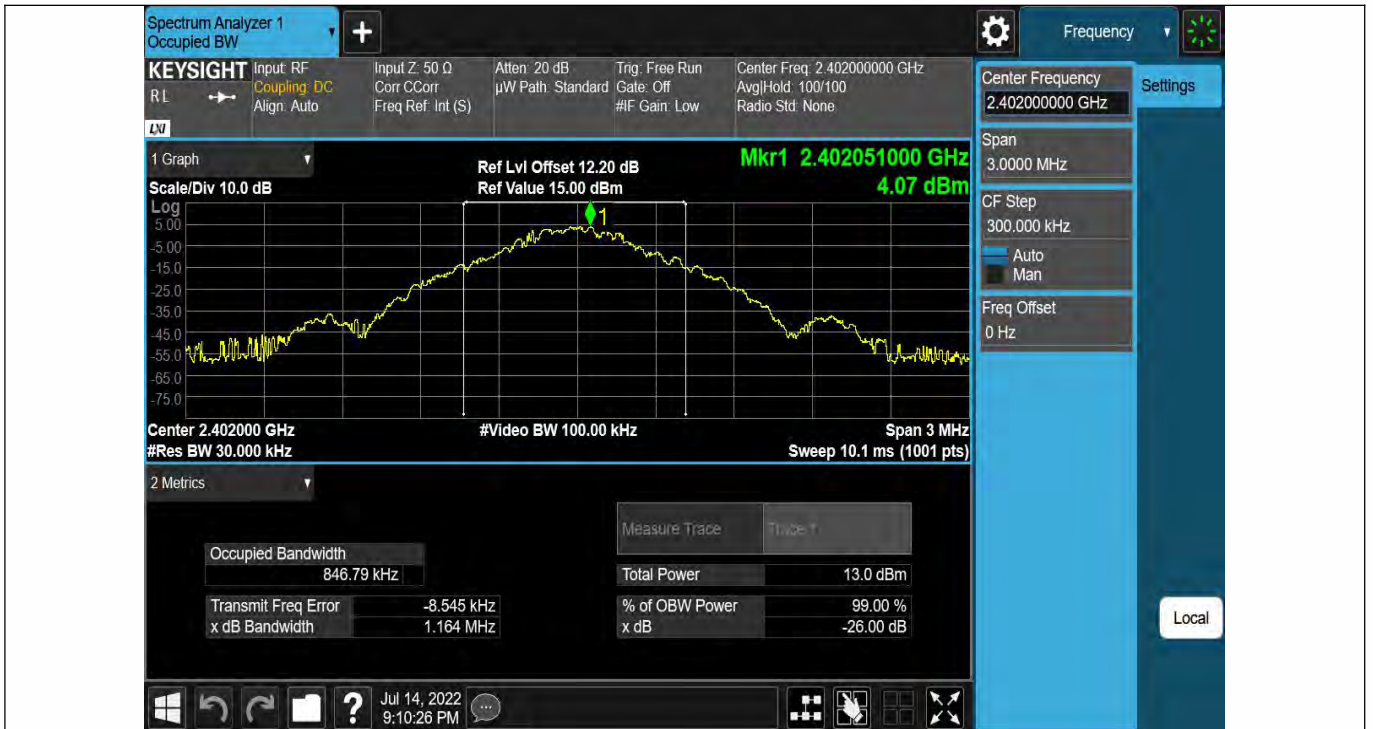 Spectrum Analyzer 1
Occupied BW
Frequency
KEYSIGHT
R L
LXI
Input: RF
Coupling: DC
Align: Auto
Input Z: 50 Ω
Corr CCorr
Freq Ref: Int (S)
Atten: 20 dB
µW Path: Standard
Trig: Free Run
Gate: Off
#IF Gain: Low
Center Freq: 2.402000000 GHz
Avg|Hold: 100/100
Radio Std: None
Center Frequency
2.402000000 GHz
Settings
Span
3.0000 MHz
CF Step
300.000 kHz
Auto
Man
Freq Offset
0 Hz
Local
1 Graph
Scale/Div 10.0 dB
Ref Lvl Offset 12.20 dB
Ref Value 15.00 dBm
Mkr1 2.402051000 GHz
4.07 dBm
Log
1
5.00
-5.00
-15.0
-25.0
-35.0
-45.0
-55.0
-65.0
-75.0
Center 2.402000 GHz
#Video BW 100.00 kHz
Span 3 MHz
#Res BW 30.000 kHz
Sweep 10.1 ms (1001 pts)
2 Metrics
Measure Trace
Trace 1
Occupied Bandwidth
846.79 kHz
Total Power 13.0 dBm
Transmit Freq Error -8.545 kHz
% of OBW Power 99.00 %
x dB Bandwidth 1.164 MHz
x dB -26.00 dB
?
Jul 14, 2022
9:10:26 PM